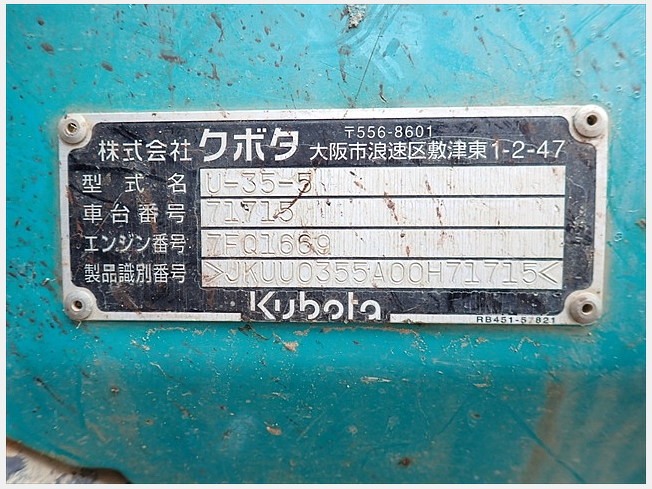 株式会社 クボタ 〒556-8601 大阪市浪速区敷津東1-2-47
型式名 U-35-5
車台番号 71715
エンジン番号 7FQ1669
製品識別番号 >JKUU0355A00H71715<
Kubota
RB451-57821